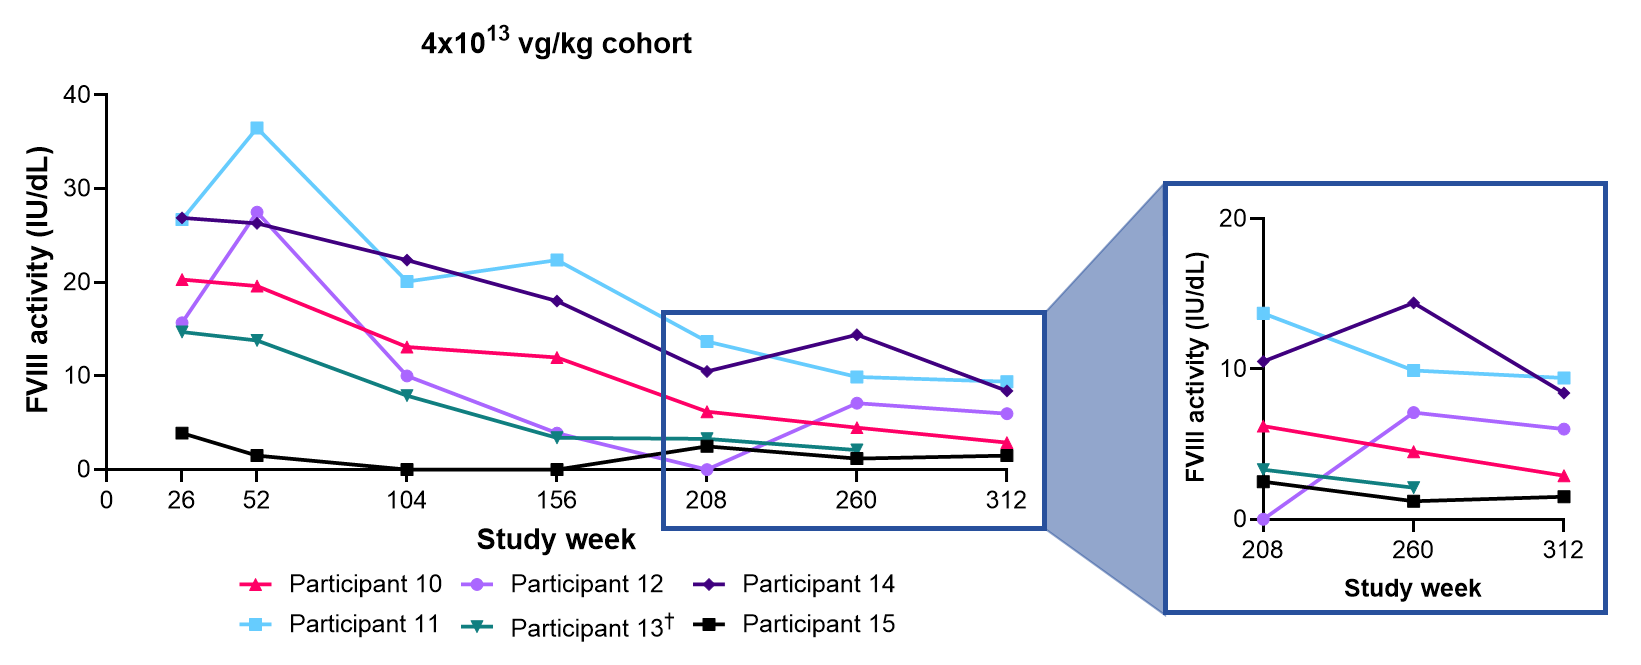 4x10¹³ vg/kg cohort
FVIII activity (IU/dL)
40
30
20
10
0
0 26 52 104 156 208 260 312
Study week
Participant 10 Participant 12 Participant 14
Participant 11 Participant 13† Participant 15
FVIII activity (IU/dL)
20
10
0
208 260 312
Study week